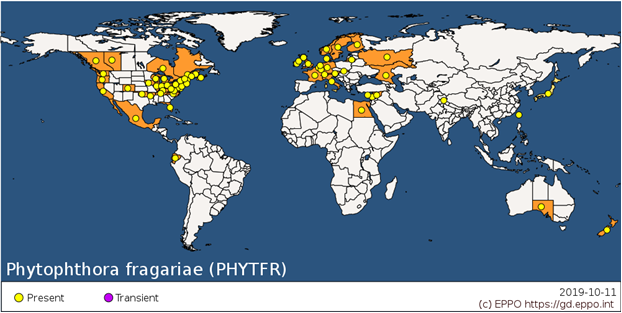 Phytophthora fragariae (PHYTFR)
Present
Transient
2019-10-11
(c) EPPO https://gd.eppo.int